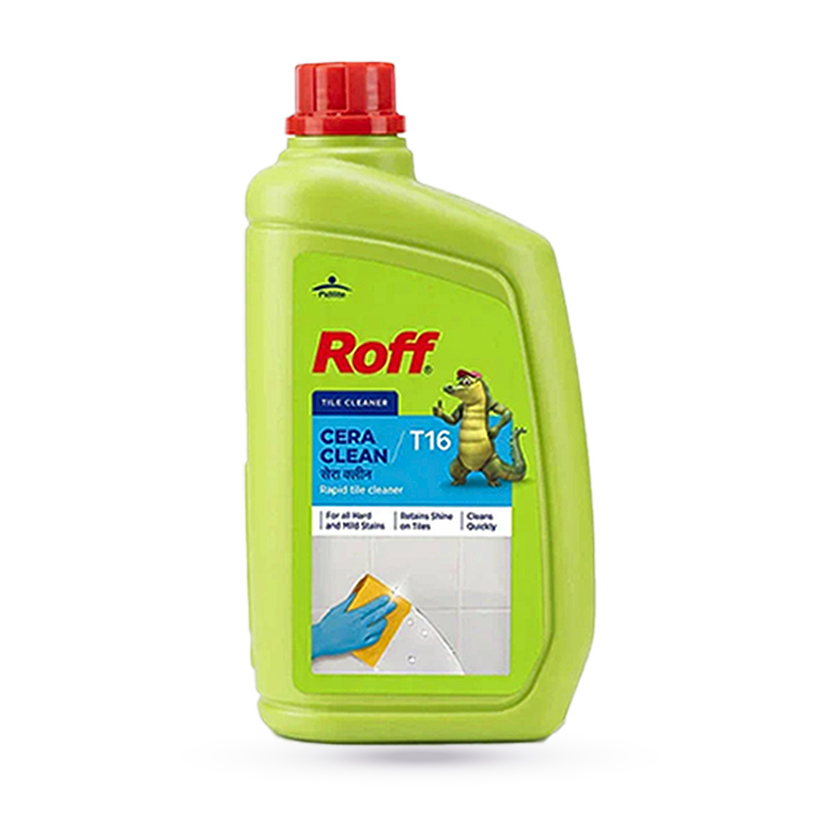 Pidilite
Roff®
TILE CLEANER
CERA
CLEAN / T16
सेरा क्लीन
Rapid tile cleaner
For all Hard
and Mild Stains
Retains Shine
on Tiles
Cleans
Quickly